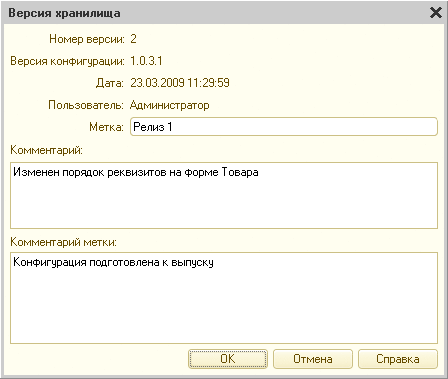 Версия хранилища
Номер версии: 2
Версия конфигурации: 1.0.3.1
Дата: 23.03.2009 11:29:59
Пользователь: Администратор
Метка: Релиз 1
Комментарий:
Изменен порядок реквизитов на форме Товара
Комментарий метки:
Конфигурация подготовлена к выпуску
OK Отмена Справка